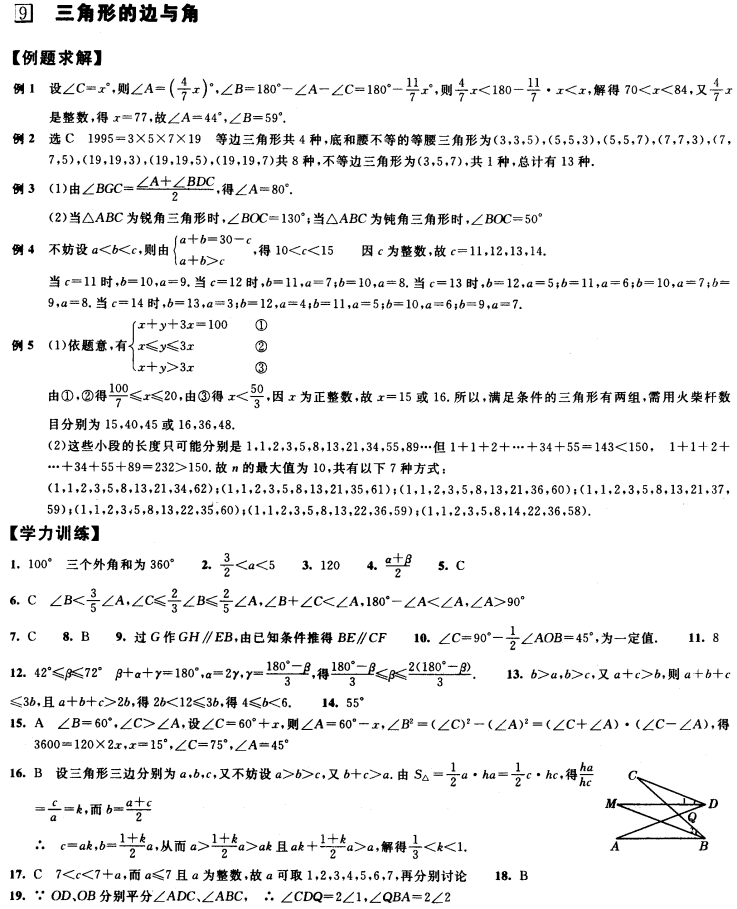 9 三角形的边与角
【例题求解】
例1 设∠C=x°,则∠A=(4/7 x)°,∠B=180°-∠A-∠C=180°-11/7 x°,则4/7 x<180-11/7·x<x,解得70<x<84,又4/7 x
是整数,得 x=77,故∠A=44°,∠B=59°.
例2 选C 1995=3×5×7×19 等边三角形共4种,底和腰不等的等腰三角形为(3,3,5),(5,5,3),(5,5,7),(7,7,3),(7,
7,5),(19,19,3),(19,19,5),(19,19,7)共8种,不等边三角形为(3,5,7),共1种,总计有13种.
例3 (1)由∠BGC=(∠A+∠BDC)/2,得∠A=80°.
(2)当△ABC为锐角三角形时,∠BOC=130°;当△ABC为钝角三角形时,∠BOC=50°
例4 不妨设a<b<c,则由{a+b=30-c
a+b>c ,得10<c<15 因c为整数,故c=11,12,13,14.
当c=11时,b=10,a=9.当c=12时,b=11,a=7;b=10,a=8.当c=13时,b=12,a=5;b=11,a=6;b=10,a=7;b=
9,a=8.当c=14时,b=13,a=3;b=12,a=4;b=11,a=5;b=10,a=6;b=9,a=7.
例5 (1)依题意,有{x+y+3x=100 ①
x≤y≤3x ②
x+y>3x ③
由①,②得100/7≤x≤20,由③得x<50/3,因x为正整数,故x=15或16.所以,满足条件的三角形有两组,需用火柴杆数
目分别为15,40,45或16,36,48.
(2)这些小段的长度只可能分别是1,1,2,3,5,8,13,21,34,55,89…但1+1+2+…+34+55=143<150, 1+1+2+
…+34+55+89=232>150.故n的最大值为10,共有以下7种方式:
(1,1,2,3,5,8,13,21,34,62);(1,1,2,3,5,8,13,21,35,61);(1,1,2,3,5,8,13,21,36,60);(1,1,2,3,5,8,13,21,37,
59);(1,1,2,3,5,8,13,22,35,60);(1,1,2,3,5,8,13,22,36,59);(1,1,2,3,5,8,14,22,36,58).
【学力训练】
1. 100° 三个外角和为360° 2. 3/2<a<5 3. 120 4. (α+β)/2 5. C
6. C ∠B<3/5∠A,∠C≤2/3∠B≤2/5∠A,∠B+∠C<∠A,180°-∠A<∠A,∠A>90°
7. C 8. B 9. 过G作GH∥EB,由已知条件推得BE∥CF 10. ∠C=90°-1/2∠AOB=45°,为一定值. 11. 8
12. 42°≤β≤72° β+α+γ=180°,α=2γ,γ=(180°-β)/3,得(180°-β)/3≤β≤2(180°-β)/3. 13. b>a,b>c,又a+c>b,则a+b+c
≤3b,且a+b+c>2b,得2b<12≤3b,得4≤b<6. 14. 55°
15. A ∠B=60°,∠C>∠A,设∠C=60°+x,则∠A=60°-x,∠B²=(∠C)²-(∠A)²=(∠C+∠A)·(∠C-∠A),得
3600=120×2x,x=15°,∠C=75°,∠A=45°
16. B 设三角形三边分别为a,b,c,又不妨设a>b>c,又b+c>a.由S△=1/2 a·ha=1/2 c·hc,得ha/hc
=c/a=k,而b=(a+c)/2
∴ c=ak,b=(1+k)/2 a,从而a>(1+k)/2 a>ak且ak+(1+k)/2 a>a,解得1/3<k<1.
C
M 1 D
Q
A B
17. C 7<c<7+a,而a≤7且a为整数,故a可取1,2,3,4,5,6,7,再分别讨论 18. B
19. ∵ OD、OB分别平分∠ADC、∠ABC, ∴ ∠CDQ=2∠1,∠QBA=2∠2